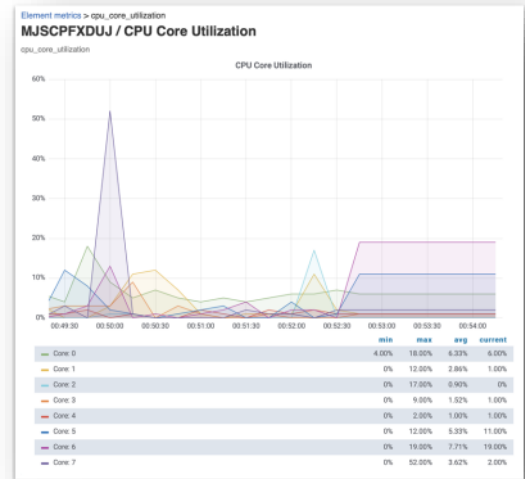 Element metrics > cpu_core_utilization
MJSCPFXDUJ / CPU Core Utilization
cpu_core_utilization
CPU Core Utilization
60%
50%
40%
30%
20%
10%
0%
00:49:30 00:50:00 00:50:30 00:51:00 00:51:30 00:52:00 00:52:30 00:53:00 00:53:30 00:54:00
min max avg current
Core: 0 4.00% 18.00% 6.33% 6.00%
Core: 1 0% 12.00% 2.86% 1.00%
Core: 2 0% 17.00% 0.90% 0%
Core: 3 0% 9.00% 1.52% 1.00%
Core: 4 0% 2.00% 1.00% 1.00%
Core: 5 0% 12.00% 5.33% 11.00%
Core: 6 0% 19.00% 7.71% 19.00%
Core: 7 0% 52.00% 3.62% 2.00%